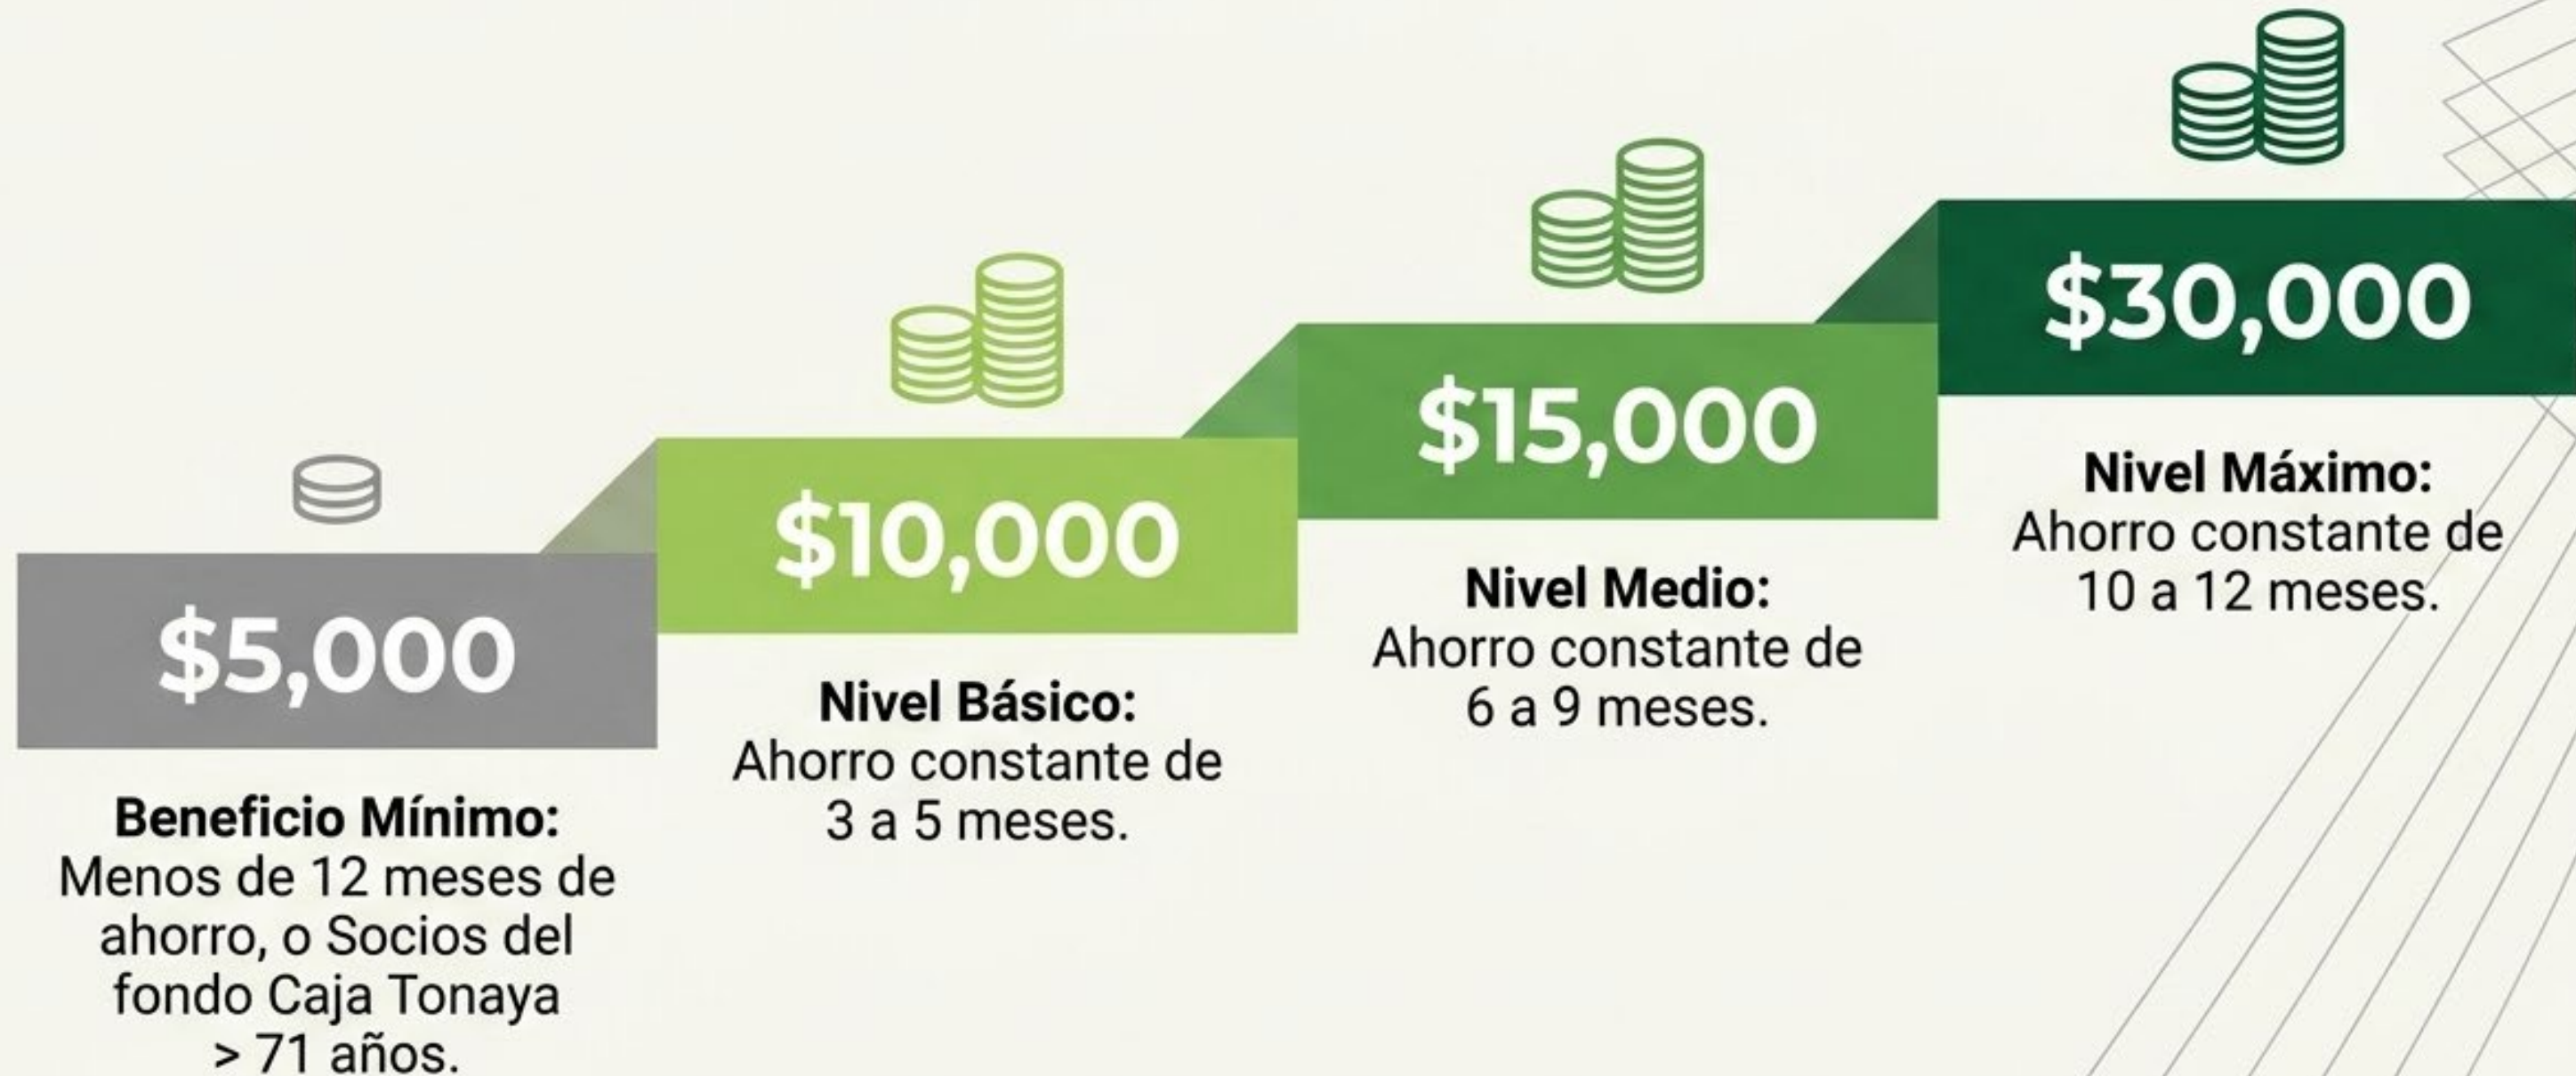 $5,000
Beneficio Mínimo:
Menos de 12 meses de
ahorro, o Socios del
fondo Caja Tonaya
> 71 años.
$10,000
Nivel Básico:
Ahorro constante de
3 a 5 meses.
$15,000
Nivel Medio:
Ahorro constante de
6 a 9 meses.
$30,000
Nivel Máximo:
Ahorro constante de
10 a 12 meses.